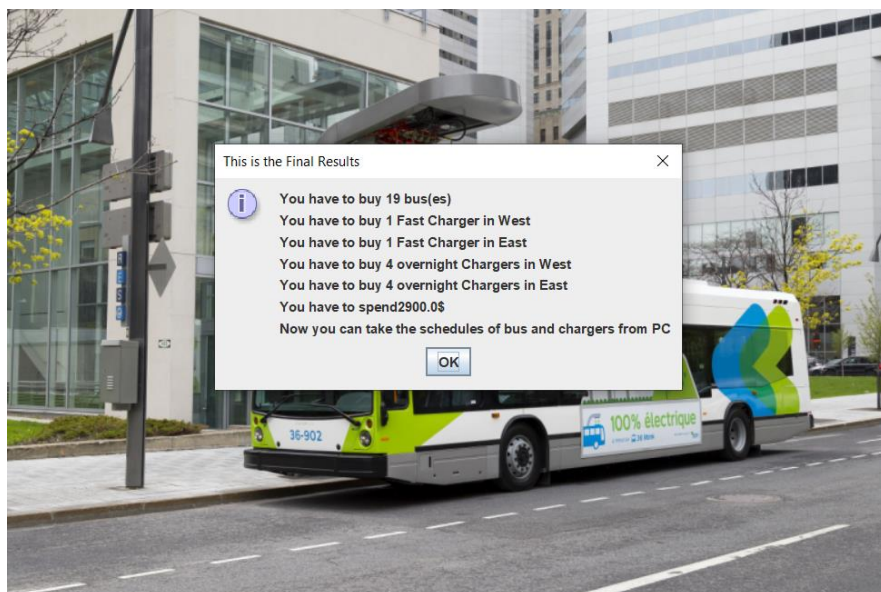 This is the Final Results
You have to buy 19 bus(es)
You have to buy 1 Fast Charger in West
You have to buy 1 Fast Charger in East
You have to buy 4 overnight Chargers in West
You have to buy 4 overnight Chargers in East
You have to spend2900.0$
Now you can take the schedules of bus and chargers from PC
OK
36-902
100% électrique